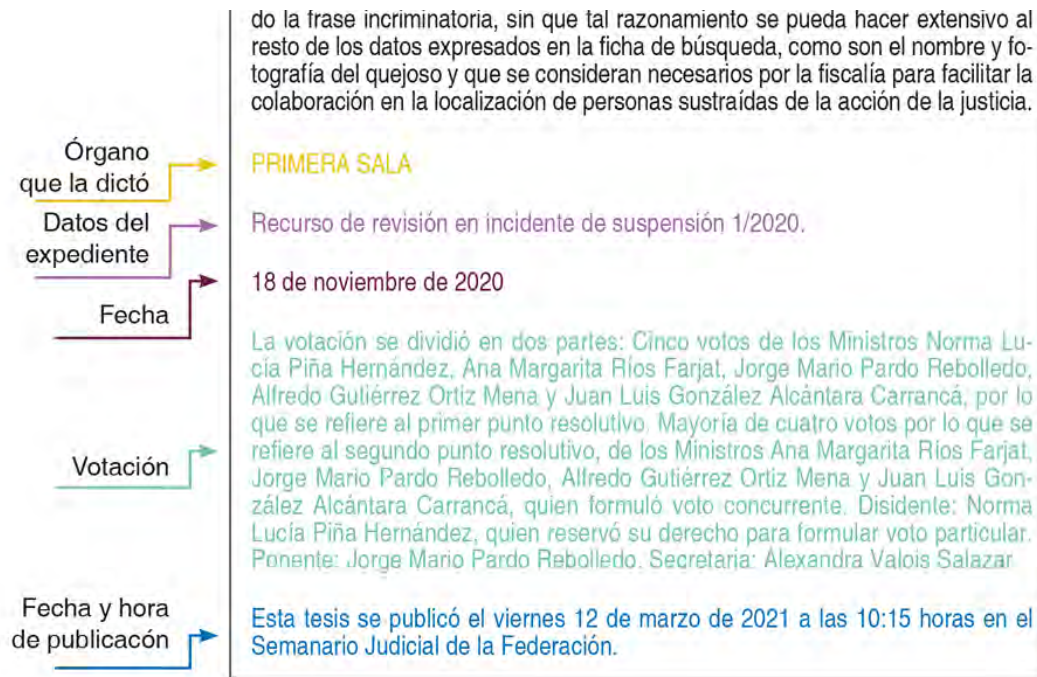 do la frase incriminatoria, sin que tal razonamiento se pueda hacer extensivo al
resto de los datos expresados en la ficha de búsqueda, como son el nombre y fo-
tografía del quejoso y que se consideran necesarios por la fiscalía para facilitar la
colaboración en la localización de personas sustraídas de la acción de la justicia.
Órgano
que la dictó
PRIMERA SALA
Datos del
expediente
Recurso de revisión en incidente de suspensión 1/2020.
Fecha
18 de noviembre de 2020
Votación
La votación se dividió en dos partes: Cinco votos de los Ministros Norma Lu-
cía Piña Hernández, Ana Margarita Ríos Farjat, Jorge Mario Pardo Rebolledo,
Alfredo Gutiérrez Ortiz Mena y Juan Luis González Alcántara Carrancá, por lo
que se refiere al primer punto resolutivo. Mayoría de cuatro votos por lo que se
refiere al segundo punto resolutivo, de los Ministros Ana Margarita Ríos Farjat,
Jorge Mario Pardo Rebolledo, Alfredo Gutiérrez Ortiz Mena y Juan Luis Gon-
zález Alcántara Carrancá, quien formuló voto concurrente. Disidente: Norma
Lucía Piña Hernández, quien reservó su derecho para formular voto particular.
Ponente: Jorge Mario Pardo Rebolledo. Secretaria: Alexandra Valois Salazar
Fecha y hora
de publicacón
Esta tesis se publicó el viernes 12 de marzo de 2021 a las 10:15 horas en el
Semanario Judicial de la Federación.